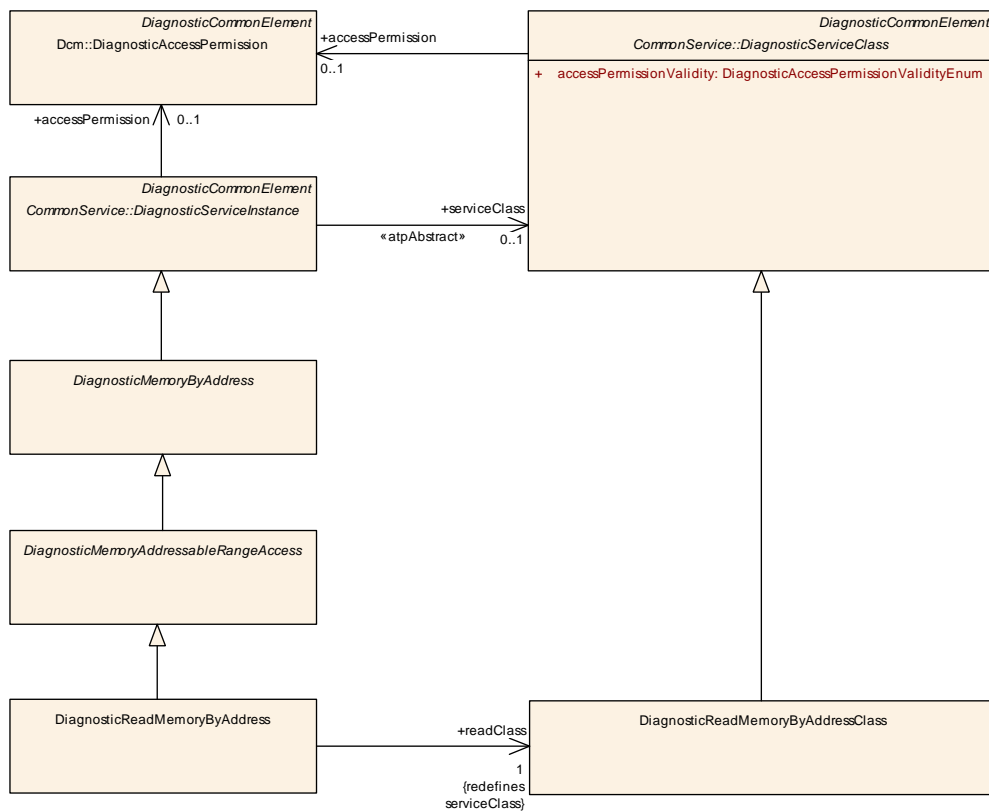 DiagnosticCommonElement
Dcm::DiagnosticAccessPermission
+accessPermission
0..1
DiagnosticCommonElement
CommonService::DiagnosticServiceClass
+ accessPermissionValidity: DiagnosticAccessPermissionValidityEnum
+accessPermission
0..1
DiagnosticCommonElement
CommonService::DiagnosticServiceInstance
+serviceClass
«atpAbstract»
0..1
DiagnosticMemoryByAddress
DiagnosticMemoryAddressableRangeAccess
DiagnosticReadMemoryByAddress
+readClass
1
{redefines
serviceClass}
DiagnosticReadMemoryByAddressClass